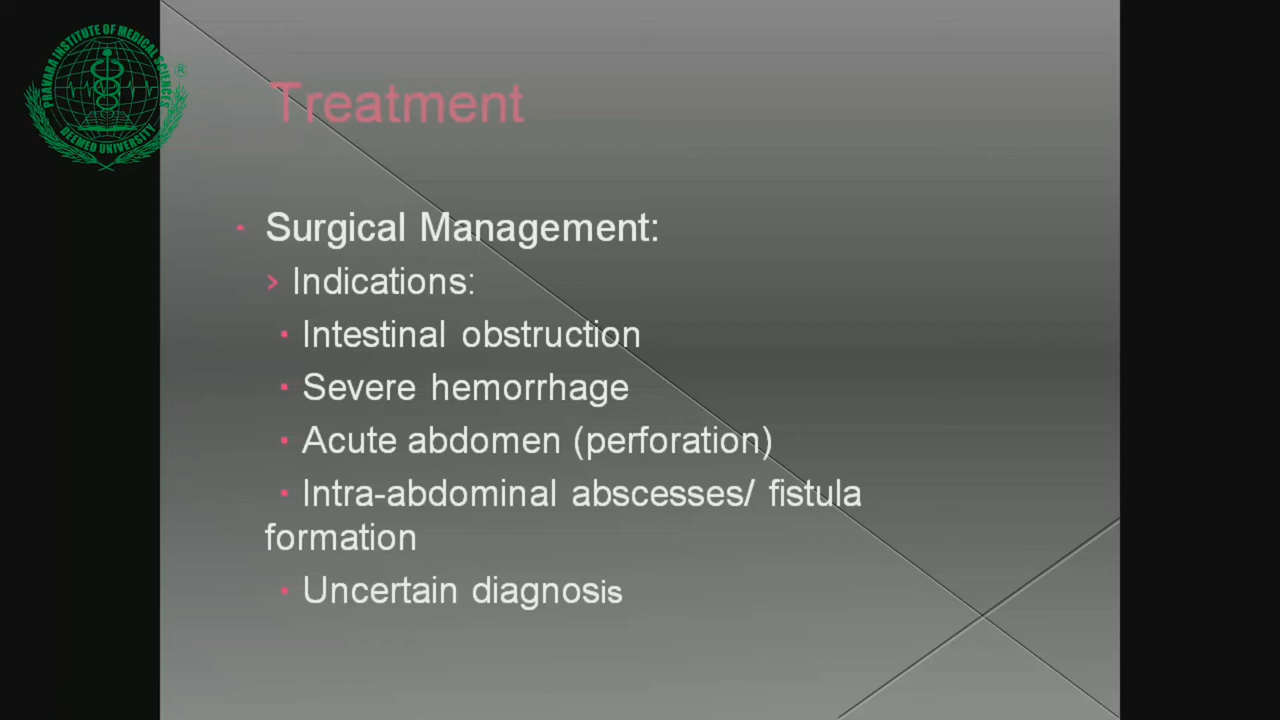 PRAVARA INSTITUTE OF MEDICAL SCIENCES
DEEMED UNIVERSITY
®
Treatment
Surgical Management:
Indications:
Intestinal obstruction
Severe hemorrhage
Acute abdomen (perforation)
Intra-abdominal abscesses/ fistula
formation
Uncertain diagnosis